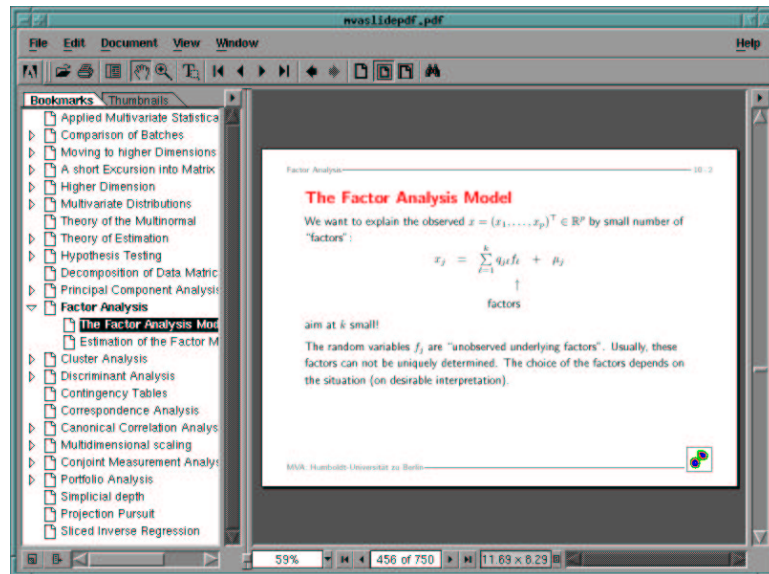 mvaslidepdf.pdf
File Edit Document View Window Help
Bookmarks Thumbnails
Applied Multivariate Statistica
Comparison of Batches
Moving to higher Dimensions
A short Excursion into Matrix
Higher Dimension
Multivariate Distributions
Theory of the Multinormal
Theory of Estimation
Hypothesis Testing
Decomposition of Data Matric
Principal Component Analysis
Factor Analysis
The Factor Analysis Mod
Estimation of the Factor M
Cluster Analysis
Discriminant Analysis
Contingency Tables
Correspondence Analysis
Canonical Correlation Analys
Multidimensional scaling
Conjoint Measurement Analys
Portfolio Analysis
Simplicial depth
Projection Pursuit
Sliced Inverse Regression
Factor Analysis
The Factor Analysis Model
We want to explain the observed x = (x₁, . . . , xₚ)ᵀ ∈ ℝᵖ by small number of
"factors":
xⱼ = ∑ᵏ_{ℓ=1} qⱼℓ fℓ + μⱼ
↑
factors
aim at k small!
The random variables fⱼ are "unobserved underlying factors". Usually, these
factors can not be uniquely determined. The choice of the factors depends on
the situation (on desirable interpretation).
MVA: Humboldt-Universität zu Berlin
59% 456 of 750 11.69 x 8.29 in